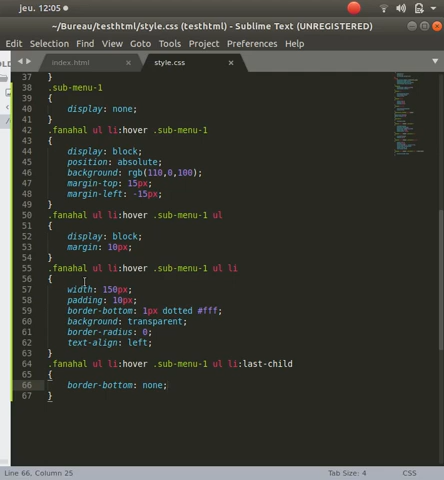 jeu. 12:05
~/Bureau/testhtml/style.css (testhtml) - Sublime Text (UNREGISTERED)
Edit Selection Find View Goto Tools Project Preferences Help
index.html × style.css ×
37 }
38 .sub-menu-1
39 {
40 display: none;
41 }
42 .fanahal ul li:hover .sub-menu-1
43 {
44 display: block;
45 position: absolute;
46 background: rgb(110,0,100);
47 margin-top: 15px;
48 margin-left: -15px;
49 }
50 .fanahal ul li:hover .sub-menu-1 ul
51 {
52 display: block;
53 margin: 10px;
54 }
55 .fanahal ul li:hover .sub-menu-1 ul li
56 {
57 width: 150px;
58 padding: 10px;
59 border-bottom: 1px dotted #fff;
60 background: transparent;
61 border-radius: 0;
62 text-align: left;
63 }
64 .fanahal ul li:hover .sub-menu-1 ul li:last-child
65 {
66 border-bottom: none;
67 }
Line 66, Column 25 Tab Size: 4 CSS